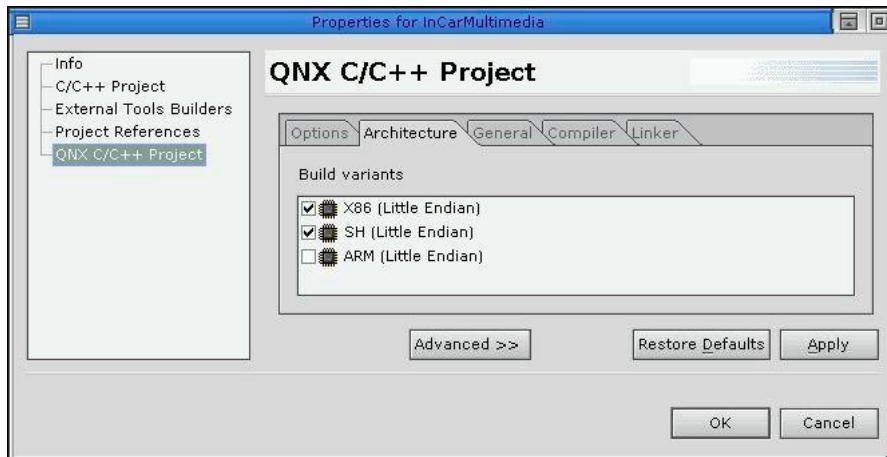 Properties for InCarMultimedia
Info
C/C++ Project
External Tools Builders
Project References
QNX C/C++ Project
QNX C/C++ Project
Options Architecture General Compiler Linker
Build variants
X86 (Little Endian)
SH (Little Endian)
ARM (Little Endian)
Advanced >> Restore Defaults Apply
OK Cancel